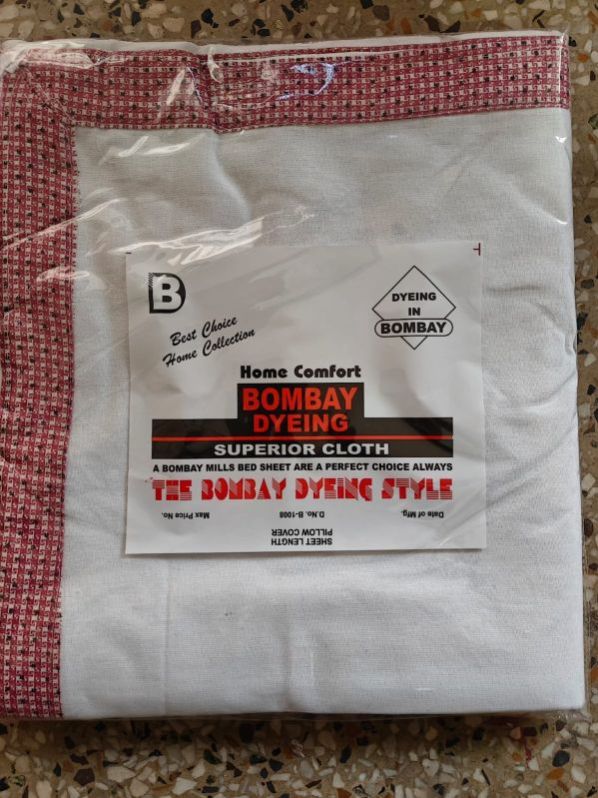 B
DYEING
IN
BOMBAY
Best Choice
Home Collection
Home Comfort
BOMBAY
DYEING
SUPERIOR CLOTH
A BOMBAY MILLS BED SHEET ARE A PERFECT CHOICE ALWAYS
THE BOMBAY DYEING STYLE
Max Price No. D.No. B-1008 Date of Mfg.
SHEET LENGTH
PILLOW COVER